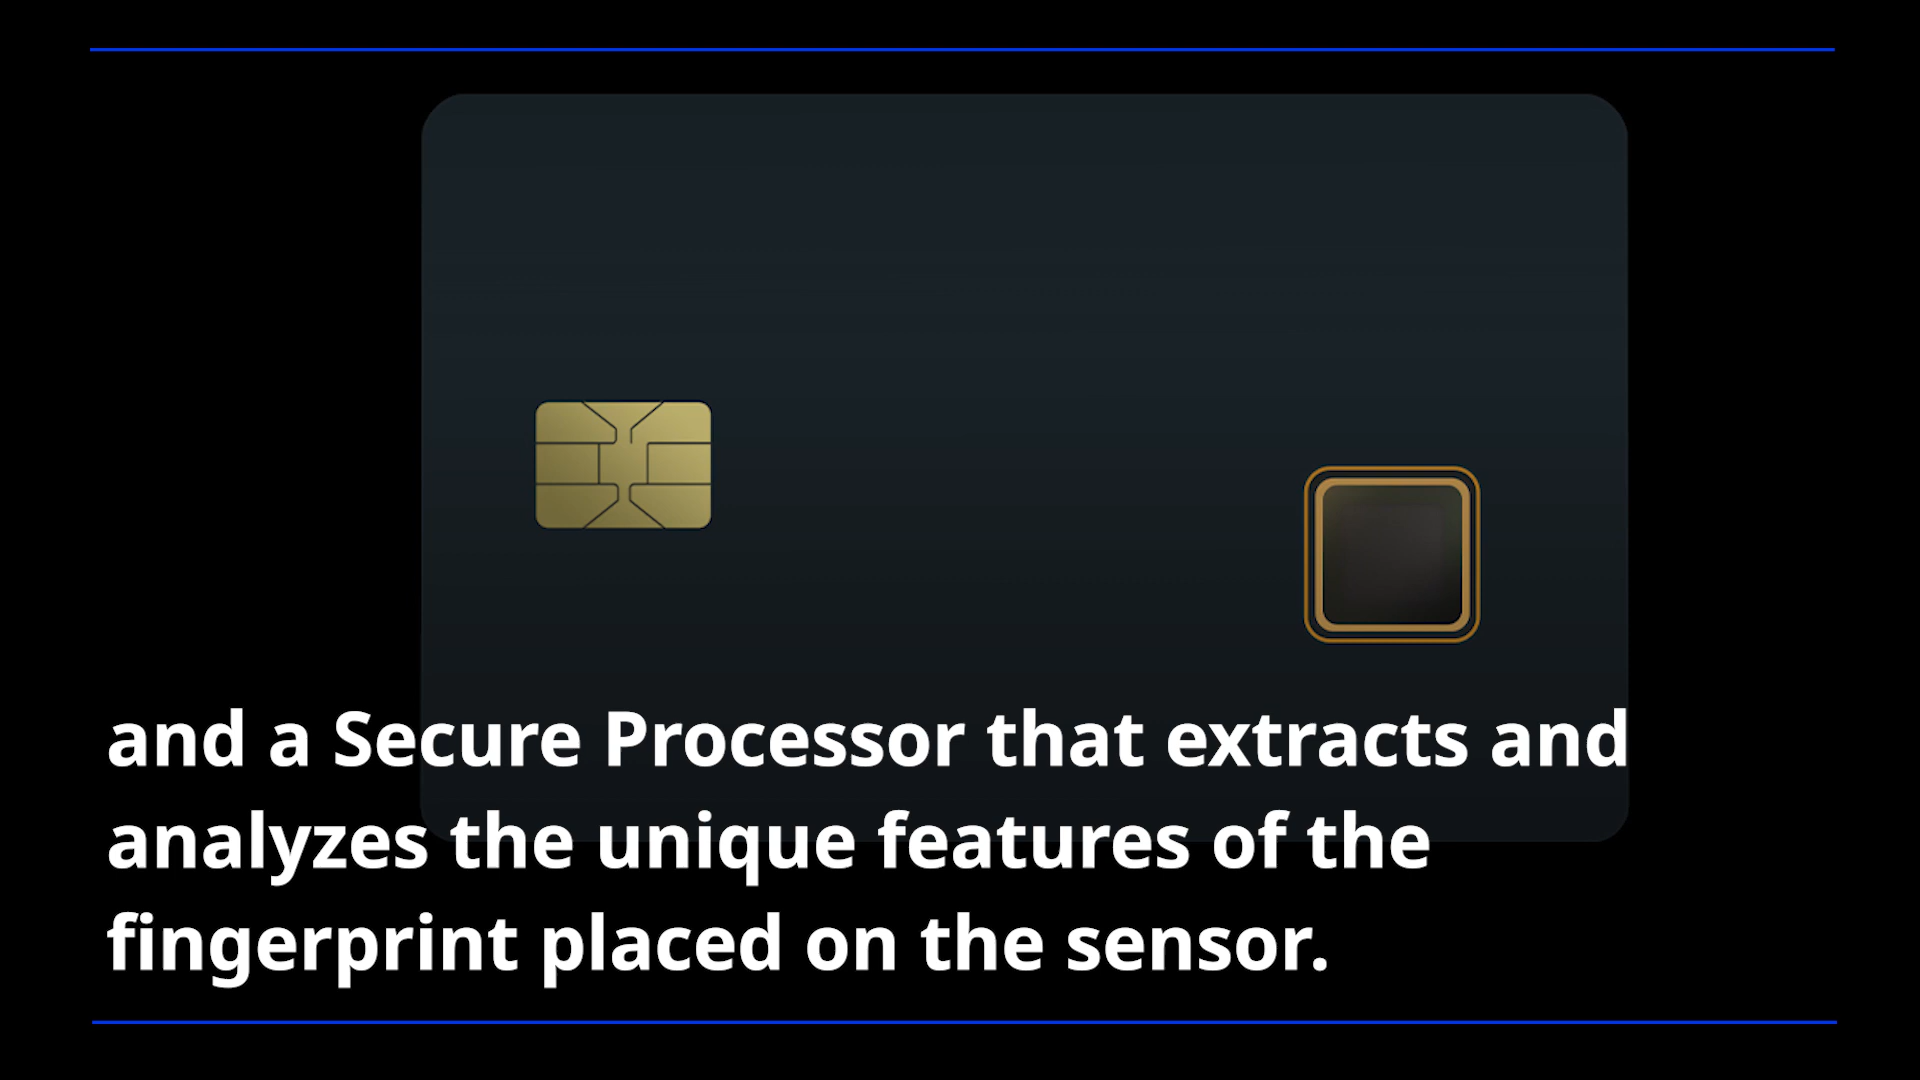 and a Secure Processor that extracts and
analyzes the unique features of the
fingerprint placed on the sensor.